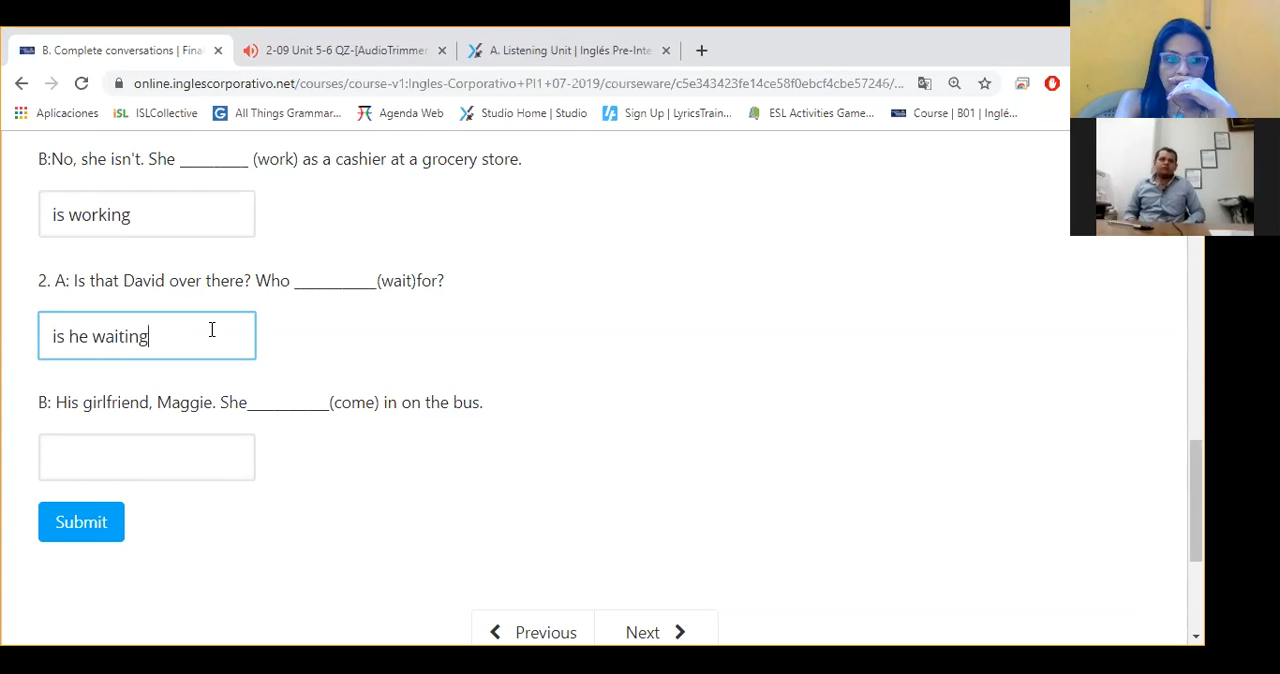 B. Complete conversations | Fina
2-09 Unit 5-6 QZ-[AudioTrimmer
A. Listening Unit | Inglés Pre-Inte
online.inglescorporativo.net/courses/course-v1:Ingles-Corporativo+PI1+07-2019/courseware/c5e343423fe14ce58f0ebcf4cbe57246/...
Aplicaciones
iSL ISLCollective
G All Things Grammar...
Agenda Web
Studio Home | Studio
Sign Up | LyricsTrain...
ESL Activities Game...
Course | B01 | Inglé...
B:No, she isn't. She ________ (work) as a cashier at a grocery store.
is working
2. A: Is that David over there? Who __________(wait)for?
is he waiting
B: His girlfriend, Maggie. She__________(come) in on the bus.
Submit
Previous
Next